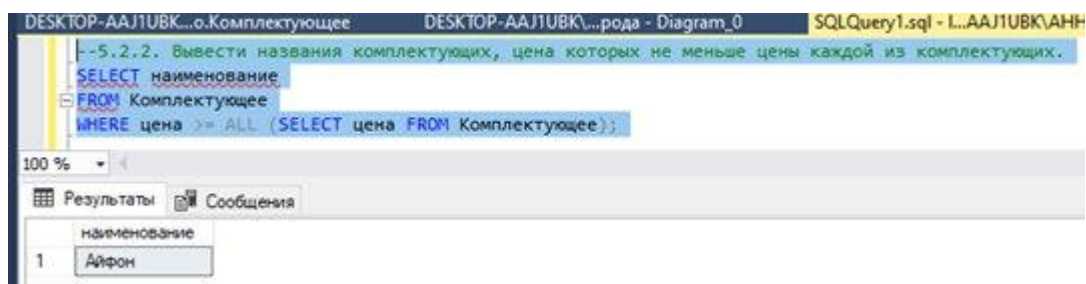 DESKTOP-AAJ1UBK...о.Комплектующее DESKTOP-AAJ1UBK\...рода - Diagram_0 SQLQuery1.sql - I...AAJ1UBK\АНН
--5.2.2. Вывести названия комплектующих, цена которых не меньше цены каждой из комплектующих.
SELECT наименование
FROM Комплектующее
WHERE цена >= ALL (SELECT цена FROM Комплектующее);
100 %
Результаты Сообщения
наименование
1 Айфон